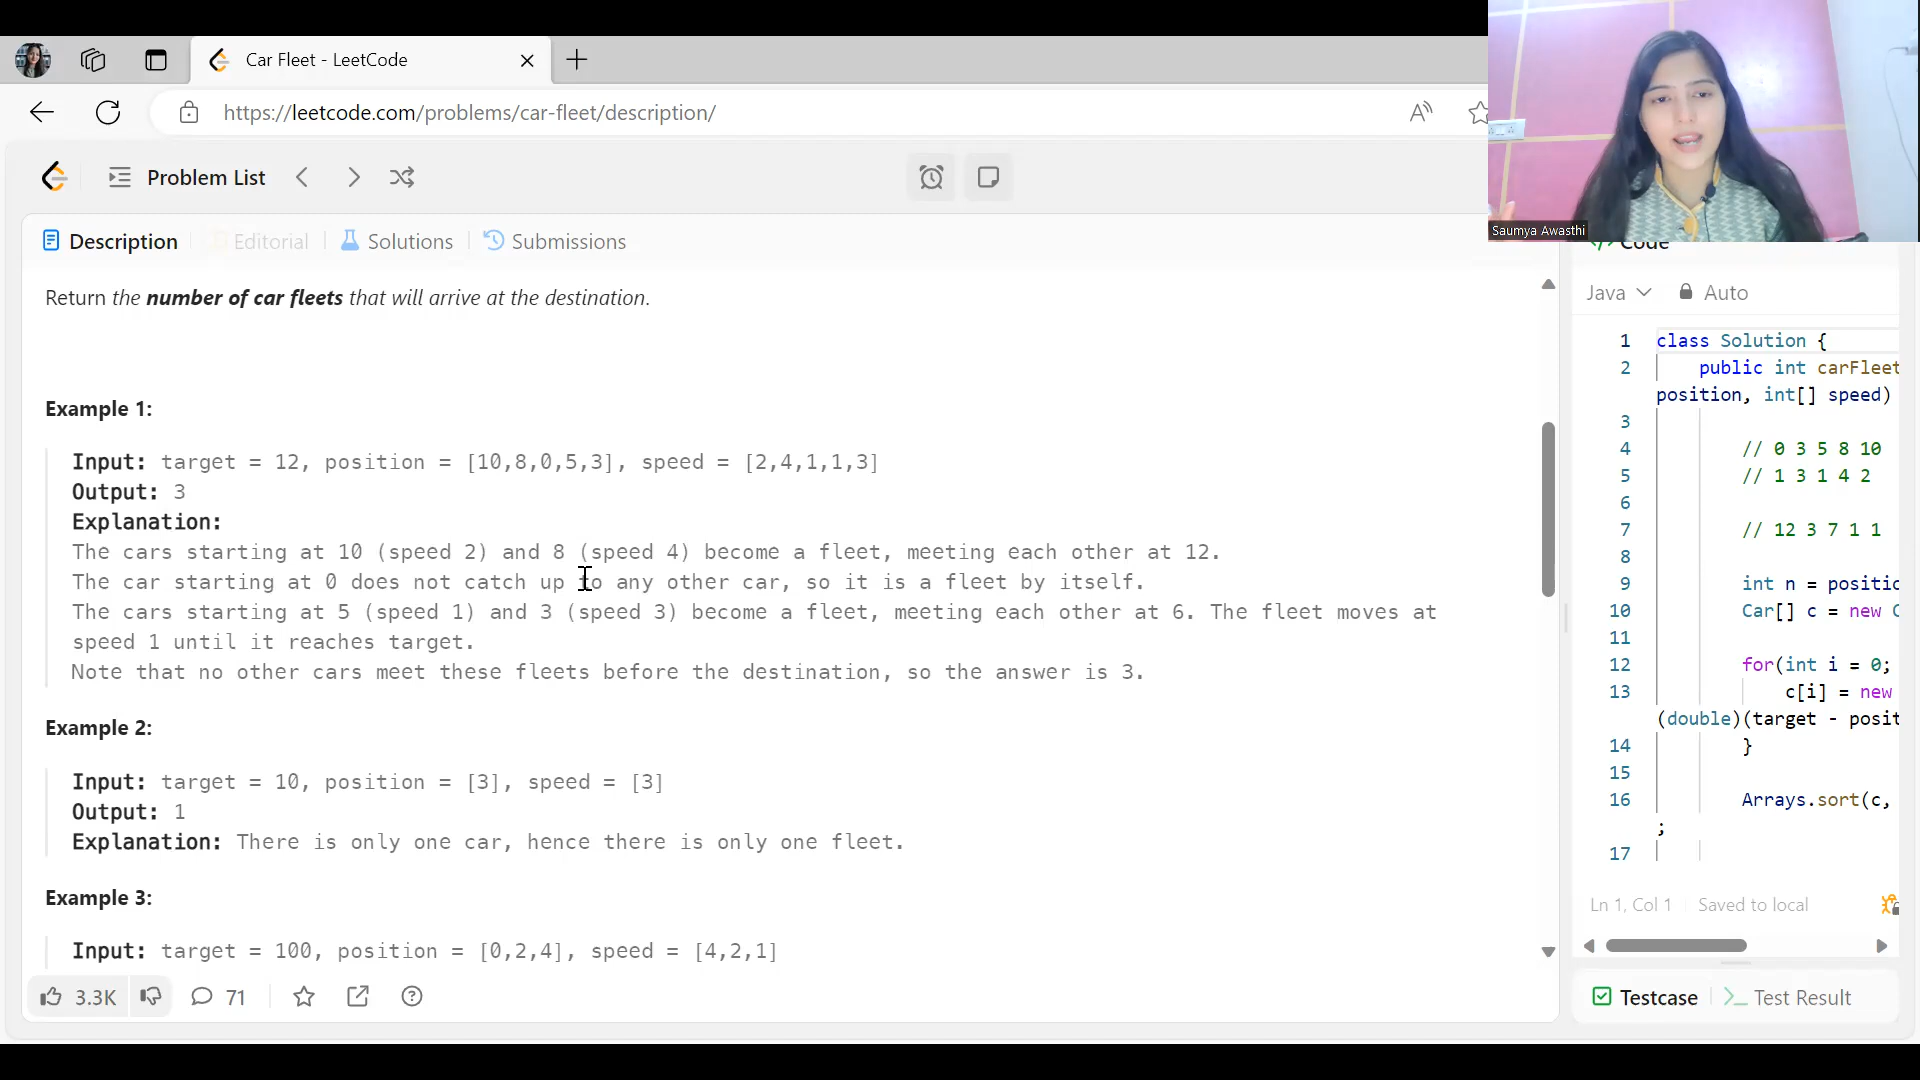 Car Fleet - LeetCode
https://leetcode.com/problems/car-fleet/description/
Problem List
Saumya Awasthi
Description
Editorial
Solutions
Submissions
Return the number of car fleets that will arrive at the destination.
Example 1:
Input: target = 12, position = [10,8,0,5,3], speed = [2,4,1,1,3]
Output: 3
Explanation:
The cars starting at 10 (speed 2) and 8 (speed 4) become a fleet, meeting each other at 12.
The car starting at 0 does not catch up to any other car, so it is a fleet by itself.
The cars starting at 5 (speed 1) and 3 (speed 3) become a fleet, meeting each other at 6. The fleet moves at
speed 1 until it reaches target.
Note that no other cars meet these fleets before the destination, so the answer is 3.
Example 2:
Input: target = 10, position = [3], speed = [3]
Output: 1
Explanation: There is only one car, hence there is only one fleet.
Example 3:
Input: target = 100, position = [0,2,4], speed = [4,2,1]
3.3K
71
Code
Java
Auto
1 class Solution {
2 public int carFleet
position, int[] speed)
3
4 // 0 3 5 8 10
5 // 1 3 1 4 2
6
7 // 12 3 7 1 1
8
9 int n = positio
10 Car[] c = new C
11
12 for(int i = 0;
13 c[i] = new
(double)(target - posit
14 }
15
16 Arrays.sort(c,
;
17
Ln 1, Col 1
Saved to local
Testcase
Test Result